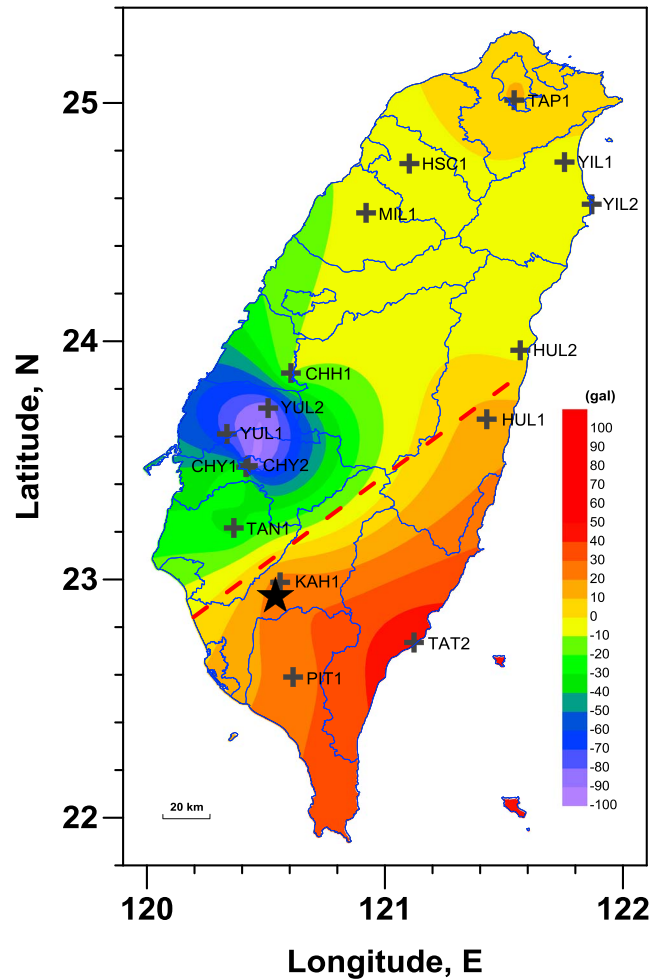 25
24
23
22
120
121
122
Latitude, N
Longitude, E
TAP1
HSC1
YIL1
MIL1
YIL2
HUL2
CHH1
YUL2
HUL1
YUL1
CHY1
CHY2
TAN1
KAH1
TAT2
PIT1
20 km
(gal)
100
90
80
70
60
50
40
30
20
10
0
-10
-20
-30
-40
-50
-60
-70
-80
-90
-100